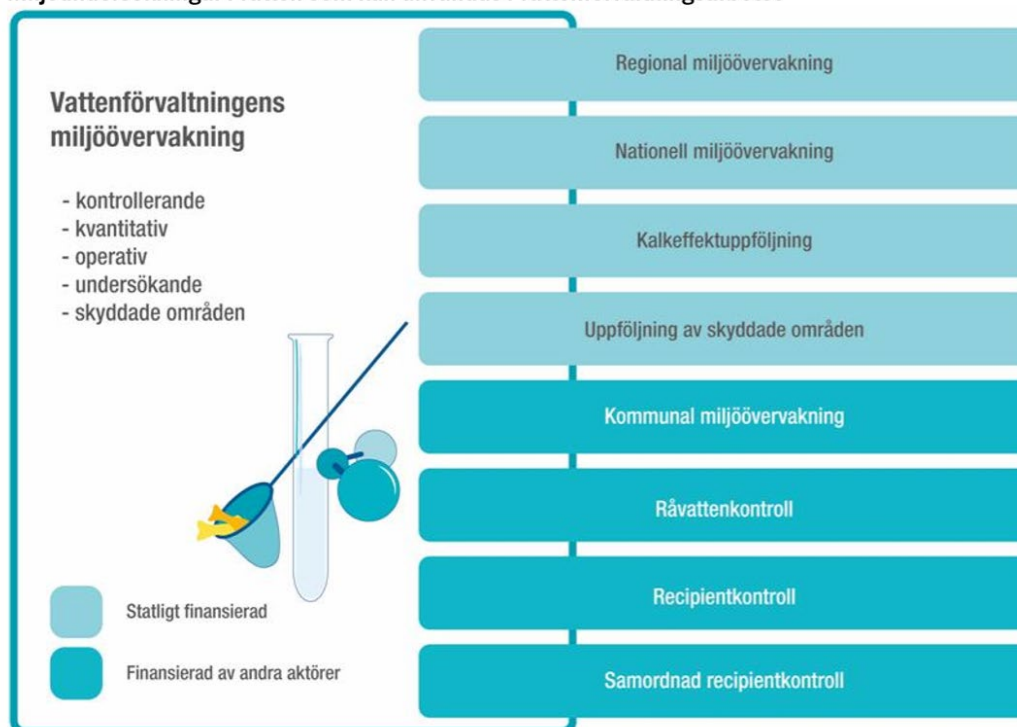 Vattenförvaltningens
miljöövervakning
- kontrollerande
- kvantitativ
- operativ
- undersökande
- skyddade områden
Statligt finansierad
Finansierad av andra aktörer
Regional miljöövervakning
Nationell miljöövervakning
Kalkeffektuppföljning
Uppföljning av skyddade områden
Kommunal miljöövervakning
Råvattenkontroll
Recipientkontroll
Samordnad recipientkontroll